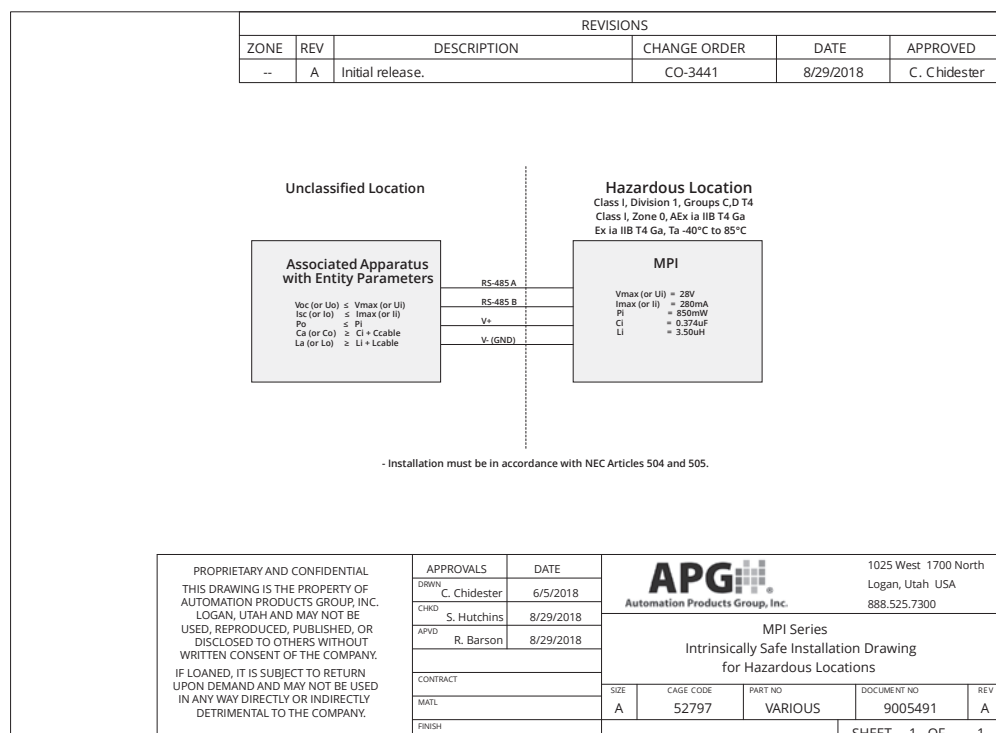 REVISIONS
ZONE REV DESCRIPTION CHANGE ORDER DATE APPROVED
-- A Initial release. CO-3441 8/29/2018 C. Chidester
Unclassified Location
Hazardous Location
Class I, Division 1, Groups C,D T4
Class I, Zone 0, AEx ia IIB T4 Ga
Ex ia IIB T4 Ga, Ta -40°C to 85°C
Associated Apparatus
with Entity Parameters
Voc (or Uo) ≤ Vmax (or Ui)
Isc (or Io) ≤ Imax (or Ii)
Po ≤ Pi
Ca (or Co) ≥ Ci + Ccable
La (or Lo) ≥ Li + Lcable
RS-485 A
RS-485 B
V+
V- (GND)
MPI
Vmax (or Ui) = 28V
Imax (or Ii) = 280mA
Pi = 850mW
Ci = 0.374uF
Li = 3.50uH
- Installation must be in accordance with NEC Articles 504 and 505.
PROPRIETARY AND CONFIDENTIAL
THIS DRAWING IS THE PROPERTY OF
AUTOMATION PRODUCTS GROUP, INC.
LOGAN, UTAH AND MAY NOT BE
USED, REPRODUCED, PUBLISHED, OR
DISCLOSED TO OTHERS WITHOUT
WRITTEN CONSENT OF THE COMPANY.
IF LOANED, IT IS SUBJECT TO RETURN
UPON DEMAND AND MAY NOT BE USED
IN ANY WAY DIRECTLY OR INDIRECTLY
DETRIMENTAL TO THE COMPANY.
APPROVALS DATE
DRWN C. Chidester 6/5/2018
CHKD S. Hutchins 8/29/2018
APVD R. Barson 8/29/2018
CONTRACT
MATL
FINISH
APG
Automation Products Group, Inc.
1025 West 1700 North
Logan, Utah USA
888.525.7300
MPI Series
Intrinsically Safe Installation Drawing
for Hazardous Locations
SIZE CAGE CODE PART NO DOCUMENT NO REV
A 52797 VARIOUS 9005491 A
SHEET 1 OF 1